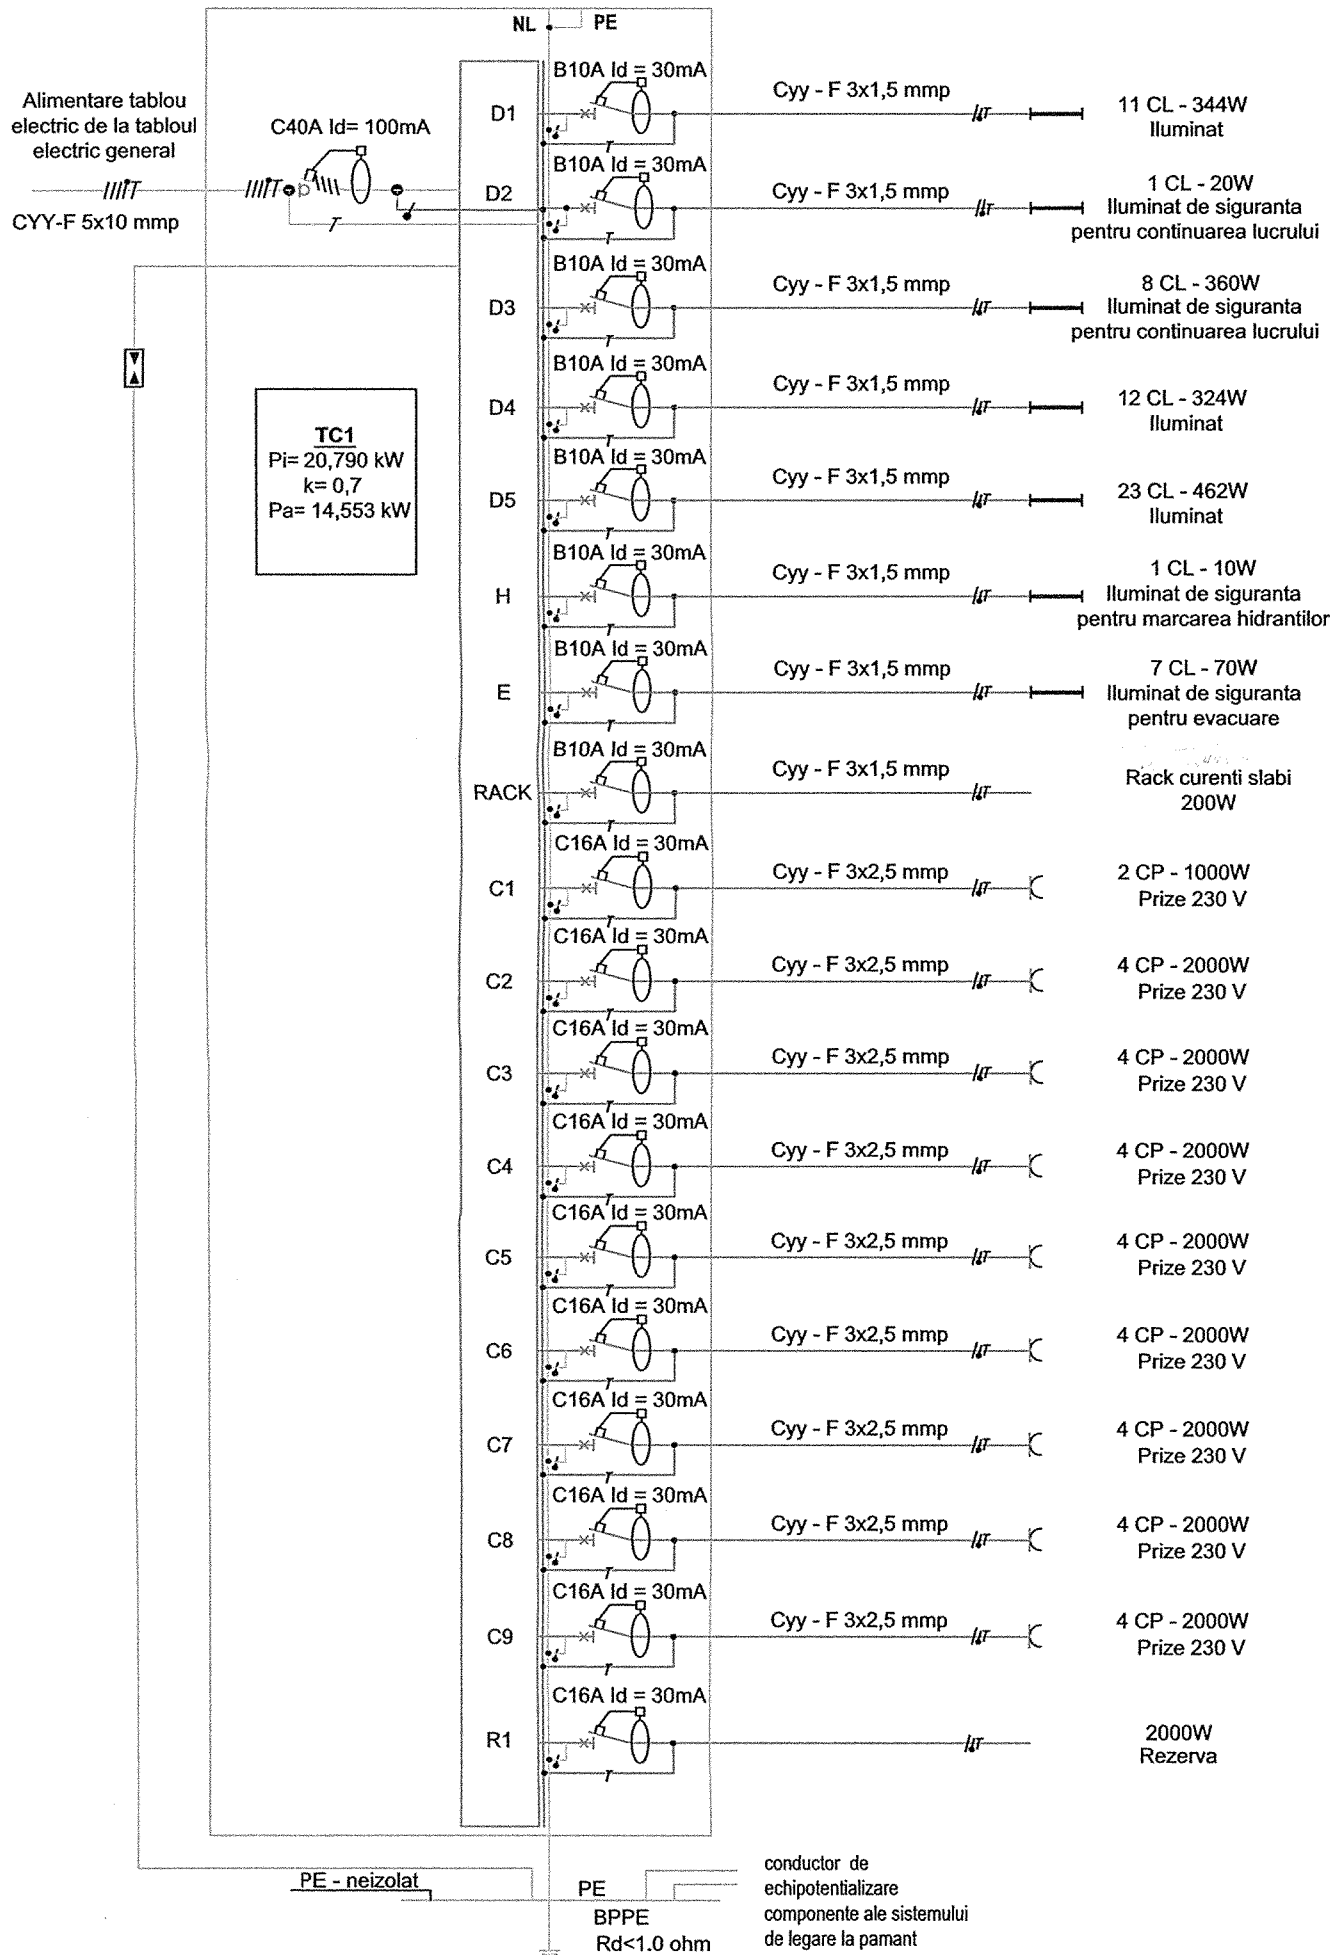 NL
PE
Alimentare tablou
electric de la tabloul
electric general
CYY-F 5x10 mmp
C40A Id= 100mA
TC1
Pi= 20,790 kW
k= 0,7
Pa= 14,553 kW
D1
B10A Id = 30mA
Cyy - F 3x1,5 mmp
11 CL - 344W
Iluminat
D2
B10A Id = 30mA
Cyy - F 3x1,5 mmp
1 CL - 20W
Iluminat de siguranta
pentru continuarea lucrului
D3
B10A Id = 30mA
Cyy - F 3x1,5 mmp
8 CL - 360W
Iluminat de siguranta
pentru continuarea lucrului
D4
B10A Id = 30mA
Cyy - F 3x1,5 mmp
12 CL - 324W
Iluminat
D5
B10A Id = 30mA
Cyy - F 3x1,5 mmp
23 CL - 462W
Iluminat
H
B10A Id = 30mA
Cyy - F 3x1,5 mmp
1 CL - 10W
Iluminat de siguranta
pentru marcarea hidrantilor
E
B10A Id = 30mA
Cyy - F 3x1,5 mmp
7 CL - 70W
Iluminat de siguranta
pentru evacuare
RACK
B10A Id = 30mA
Cyy - F 3x1,5 mmp
Rack curenti slabi
200W
C1
C16A Id = 30mA
Cyy - F 3x2,5 mmp
2 CP - 1000W
Prize 230 V
C2
C16A Id = 30mA
Cyy - F 3x2,5 mmp
4 CP - 2000W
Prize 230 V
C3
C16A Id = 30mA
Cyy - F 3x2,5 mmp
4 CP - 2000W
Prize 230 V
C4
C16A Id = 30mA
Cyy - F 3x2,5 mmp
4 CP - 2000W
Prize 230 V
C5
C16A Id = 30mA
Cyy - F 3x2,5 mmp
4 CP - 2000W
Prize 230 V
C6
C16A Id = 30mA
Cyy - F 3x2,5 mmp
4 CP - 2000W
Prize 230 V
C7
C16A Id = 30mA
Cyy - F 3x2,5 mmp
4 CP - 2000W
Prize 230 V
C8
C16A Id = 30mA
Cyy - F 3x2,5 mmp
4 CP - 2000W
Prize 230 V
C9
C16A Id = 30mA
Cyy - F 3x2,5 mmp
4 CP - 2000W
Prize 230 V
R1
C16A Id = 30mA
2000W
Rezerva
PE - neizolat
PE
BPPE
Rd<1.0 ohm
conductor de
echipotentializare
componente ale sistemului
de legare la pamant